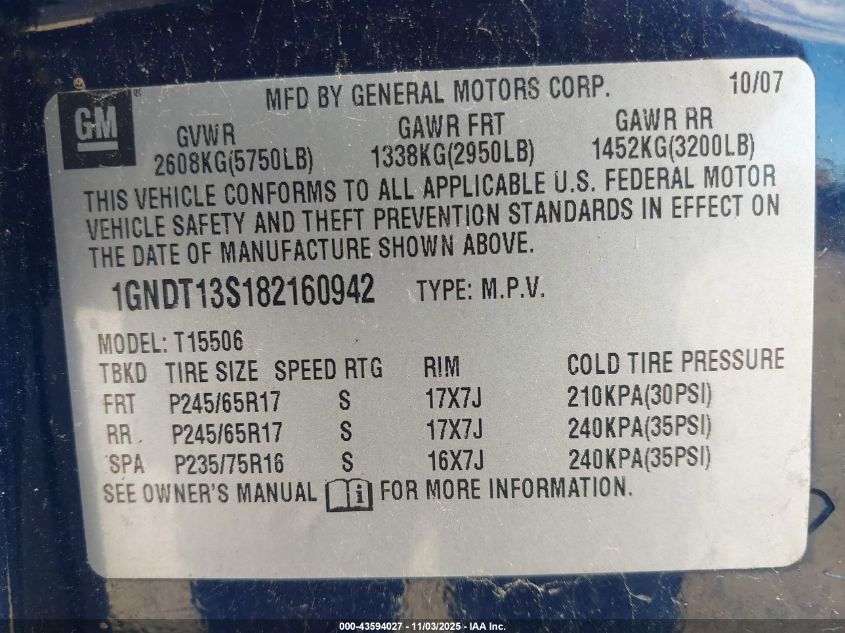 GM
MFD BY GENERAL MOTORS CORP. 10/07
GVWR GAWR FRT GAWR RR
2608KG(5750LB) 1338KG(2950LB) 1452KG(3200LB)
THIS VEHICLE CONFORMS TO ALL APPLICABLE U.S. FEDERAL MOTOR
VEHICLE SAFETY AND THEFT PREVENTION STANDARDS IN EFFECT ON
THE DATE OF MANUFACTURE SHOWN ABOVE.
1GNDT13S182160942 TYPE: M.P.V.
MODEL: T15506
TBKD TIRE SIZE SPEED RTG RIM COLD TIRE PRESSURE
FRT P245/65R17 S 17X7J 210KPA(30PSI)
RR P245/65R17 S 17X7J 240KPA(35PSI)
SPA P235/75R16 S 16X7J 240KPA(35PSI)
SEE OWNER'S MANUAL FOR MORE INFORMATION.
000-43594027 - 11/03/2025 - IAA Inc.